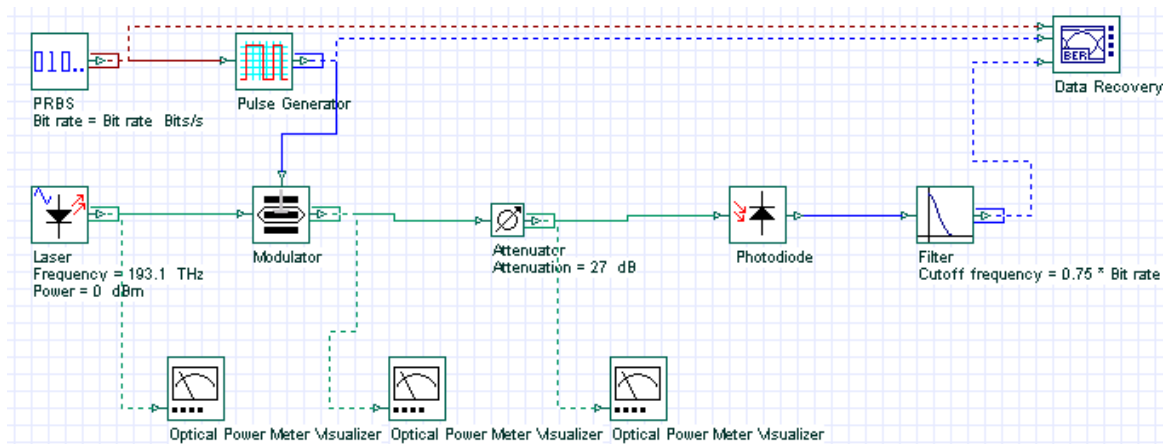 010..
PRBS
Bit rate = Bit rate Bits/s
Pulse Generator
BER
Data Recovery
Laser
Frequency = 193.1 THz
Power = 0 dBm
Modulator
Attenuator
Attenuation = 27 dB
Photodiode
Filter
Cutoff frequency = 0.75 * Bit rate
Optical Power Meter Visualizer
Optical Power Meter Visualizer
Optical Power Meter Visualizer